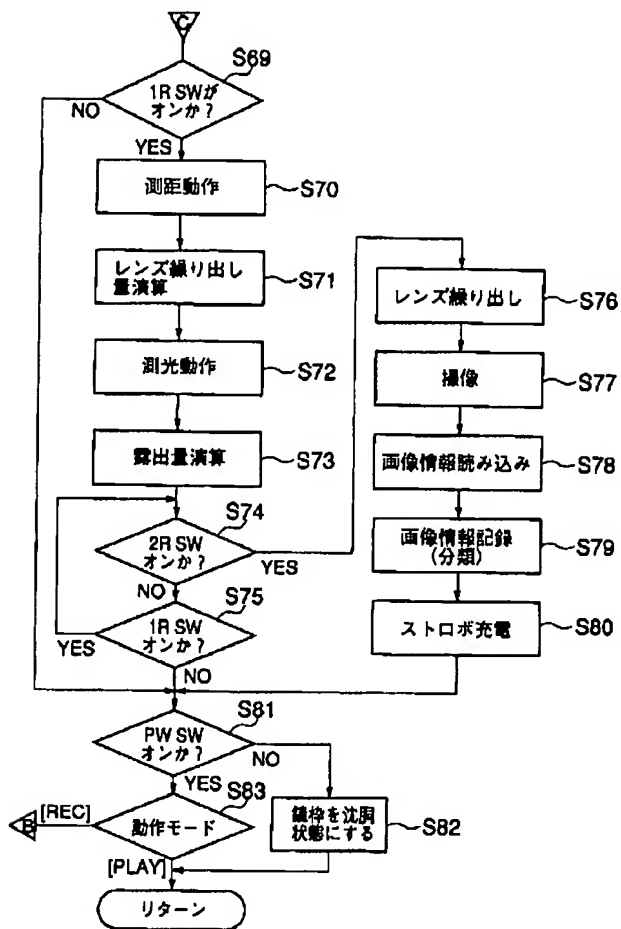 C
S69
1R SWが
オンか？
NO
YES
測距動作
S70
レンズ繰り出し
量演算
S71
測光動作
S72
露出量演算
S73
S74
2R SW
オンか？
YES
NO
S75
1R SW
オンか？
YES
NO
レンズ繰り出し
S76
撮像
S77
画像情報読み込み
S78
画像情報記録
(分類)
S79
ストロボ充電
S80
S81
PW SW
オンか？
NO
YES
S83
鏡枠を沈胴
状態にする
S82
B
[REC]
動作モード
[PLAY]
リターン